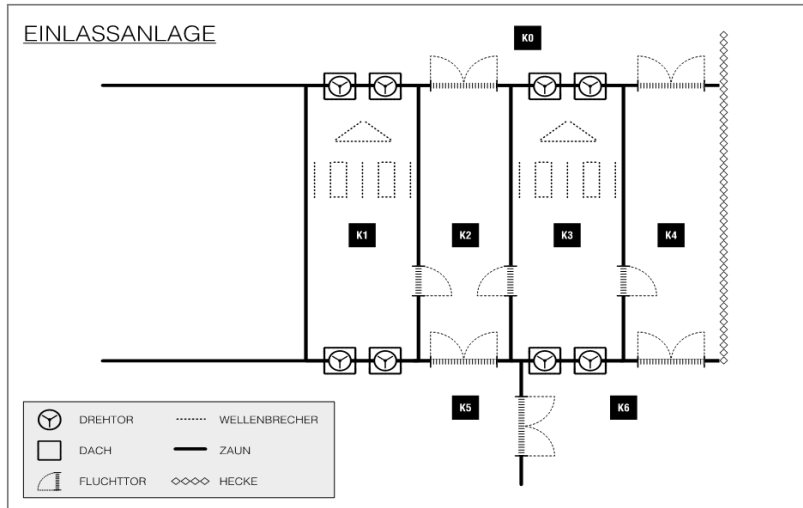 EINLASSANLAGE
K0
K1
K2
K3
K4
K5
K6
DREHTOR
WELLENBRECHER
DACH
ZAUN
FLUCHTTOR
HECKE